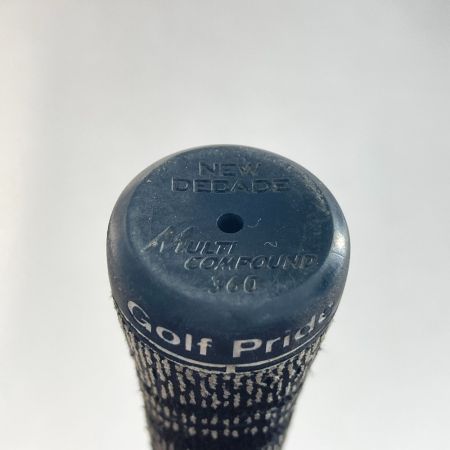 NEW
DECADE
MULTI
COMPOUND
360
Golf Pride